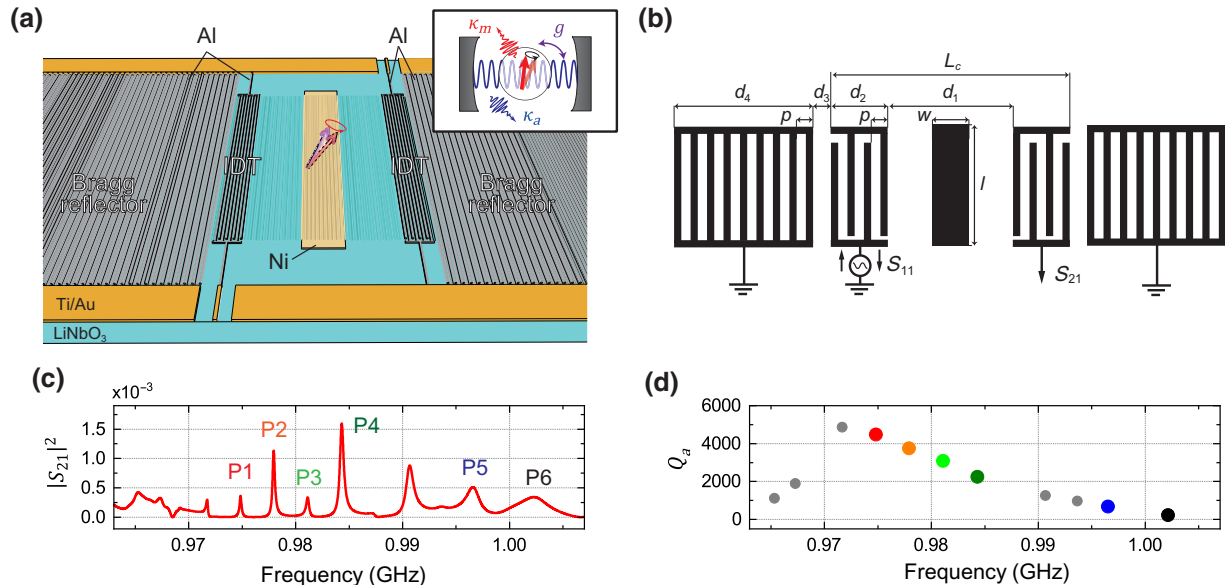 (a)
Al
Al
κm
g
κa
IDT
IDT
Bragg
reflector
Bragg
reflector
Ni
Ti/Au
LiNbO3
(b)
Lc
d4
d3
d2
d1
p
p
w
l
S11
S21
(c)
x10⁻³
|S21|²
1.5
1.0
0.5
0.0
P1
P2
P3
P4
P5
P6
0.97
0.98
0.99
1.00
Frequency (GHz)
(d)
Qa
6000
4000
2000
0
0.97
0.98
0.99
1.00
Frequency (GHz)